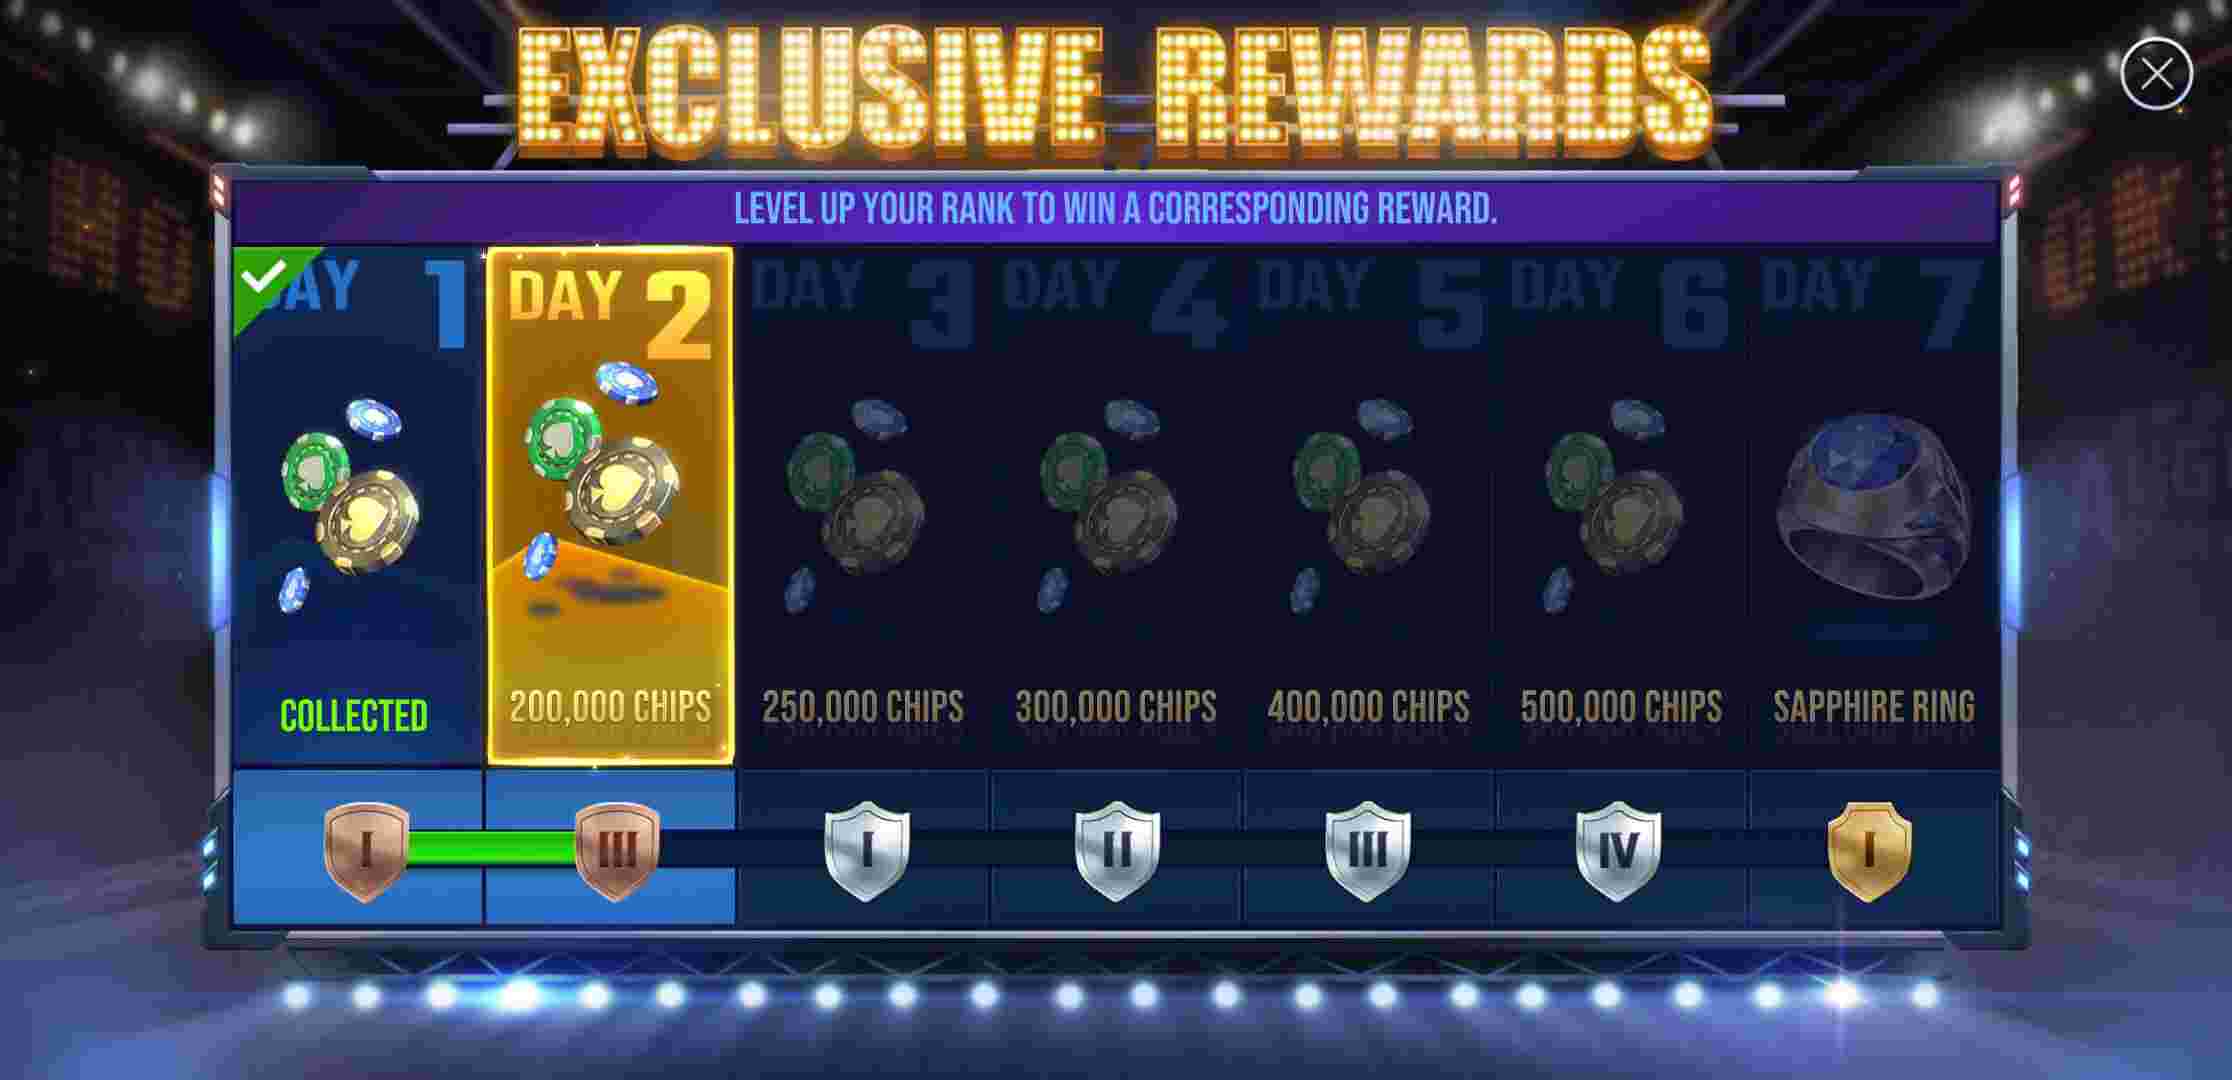 EXCLUSIVE REWARDS
LEVEL UP YOUR RANK TO WIN A CORRESPONDING REWARD.
DAY 1
DAY 2
DAY 3
DAY 4
DAY 5
DAY 6
DAY 7
COLLECTED
200,000 CHIPS
250,000 CHIPS
300,000 CHIPS
400,000 CHIPS
500,000 CHIPS
SAPPHIRE RING
I
III
I
II
III
IV
I